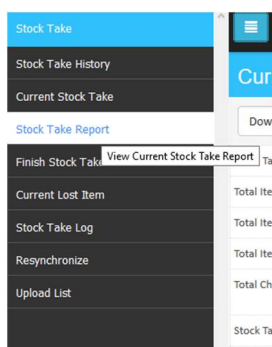 Stock Take
Stock Take History
Current Stock Take
Stock Take Report
View Current Stock Take Report
Finish Stock Take
Current Lost Item
Stock Take Log
Resynchronize
Upload List
Cur
Dow
Ta
Total Ite
Total Ite
Total Ite
Total Ch
Stock Ta